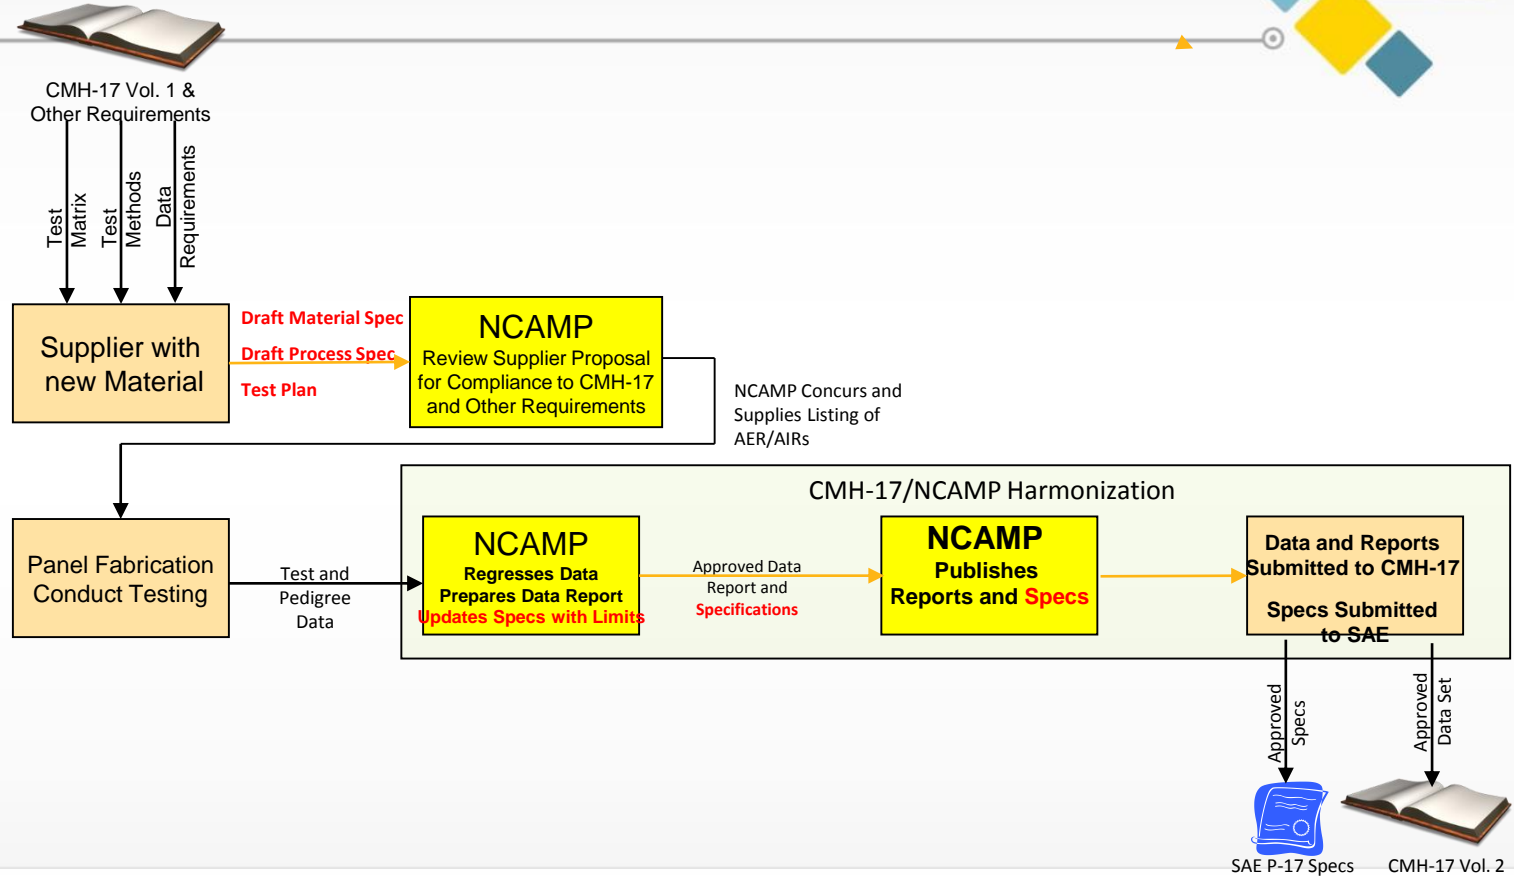 CMH-17 Vol. 1 &
Other Requirements
Test
Matrix
Test
Methods
Data
Requirements
Supplier with
new Material
Draft Material Spec
Draft Process Spec
Test Plan
NCAMP
Review Supplier Proposal
for Compliance to CMH-17
and Other Requirements
NCAMP Concurs and
Supplies Listing of
AER/AIRs
CMH-17/NCAMP Harmonization
Panel Fabrication
Conduct Testing
Test and
Pedigree
Data
NCAMP
Regresses Data
Prepares Data Report
Updates Specs with Limits
Approved Data
Report and
Specifications
NCAMP
Publishes
Reports and Specs
Data and Reports
Submitted to CMH-17
Specs Submitted
to SAE
Approved
Specs
Approved
Data Set
SAE P-17 Specs
CMH-17 Vol. 2